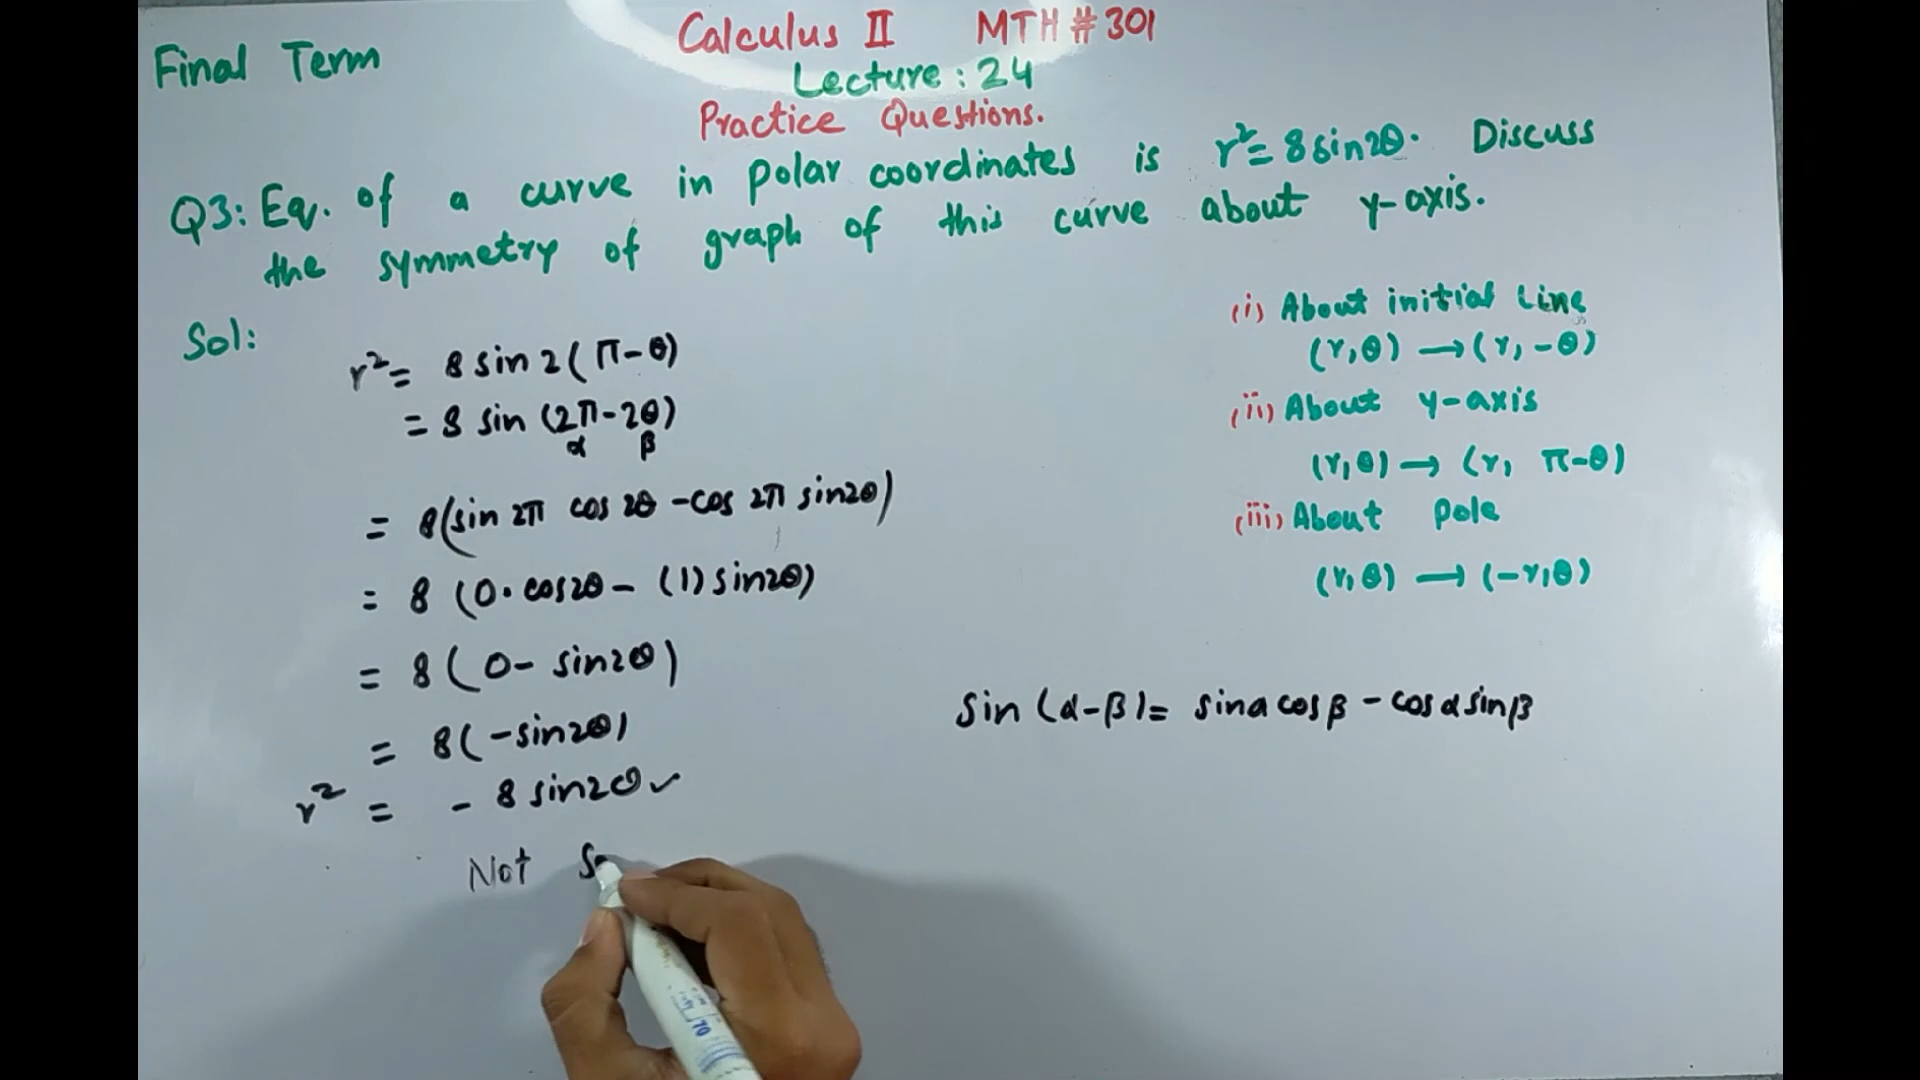 Final Term
Calculus II MTH # 301
Lecture : 24
Practice Questions.
Q3: Eq. of a curve in polar coordinates is r²= 8sin2θ. Discuss
the symmetry of graph of this curve about y-axis.
Sol:
r² = 8 sin 2(π-θ)
= 8 sin (2π-2θ)
α β
= 8(sin 2π cos 2θ - cos 2π sin2θ)
= 8 (0·cos2θ - (1) sin2θ)
= 8 ( 0 - sin2θ)
= 8(-sin2θ)
r² = - 8 sin2θ ✓
Not
(i) About initial Line
(r,θ) → (r, -θ)
(ii) About y-axis
(r,θ) → (r, π-θ)
(iii) About pole
(r,θ) → (-r,θ)
sin (α-β) = sinα cosβ - cosα sinβ
70